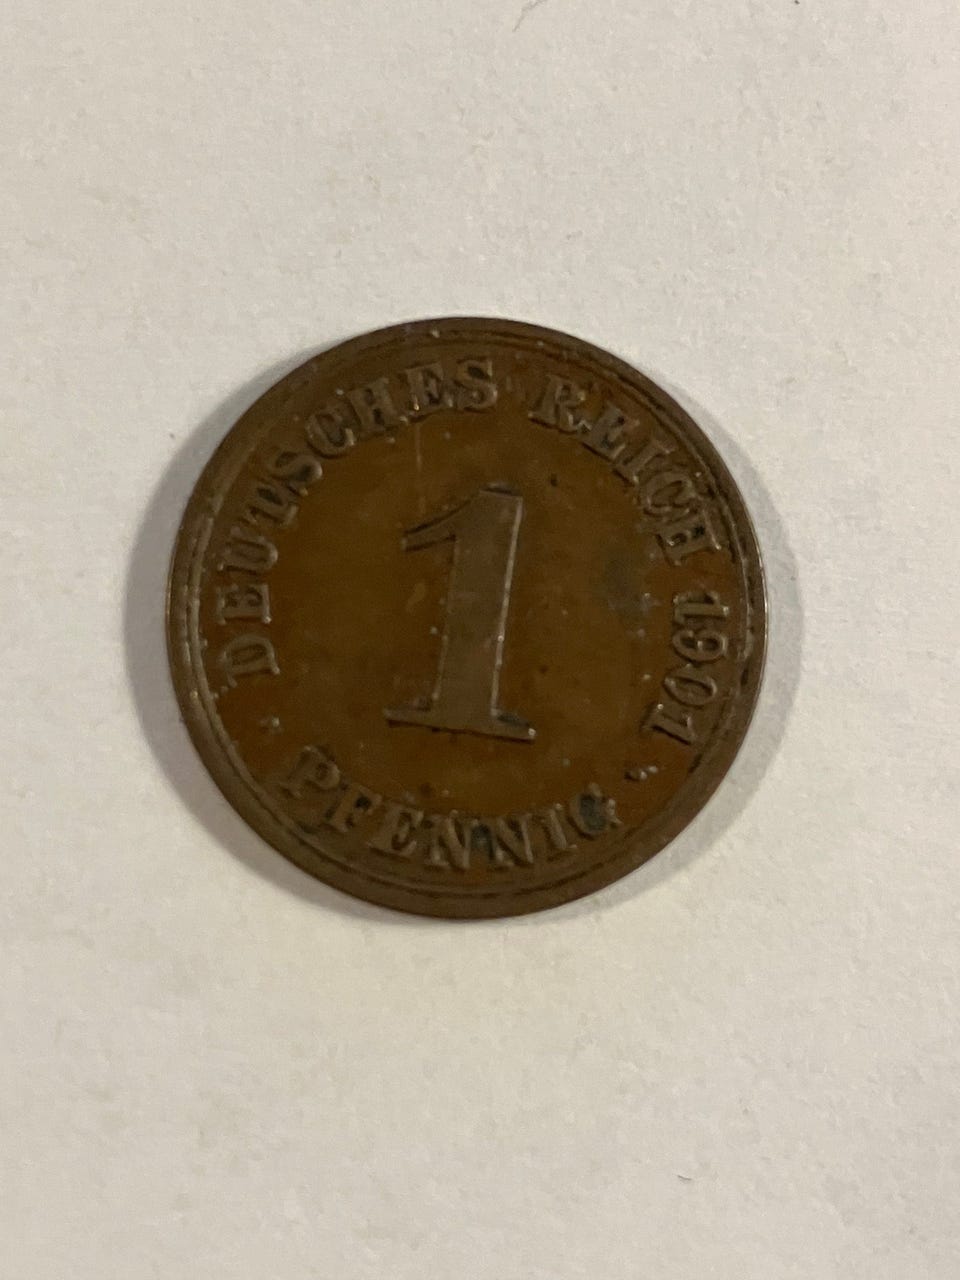 DEUTSCHES REICH 1901
1
PFENNIG